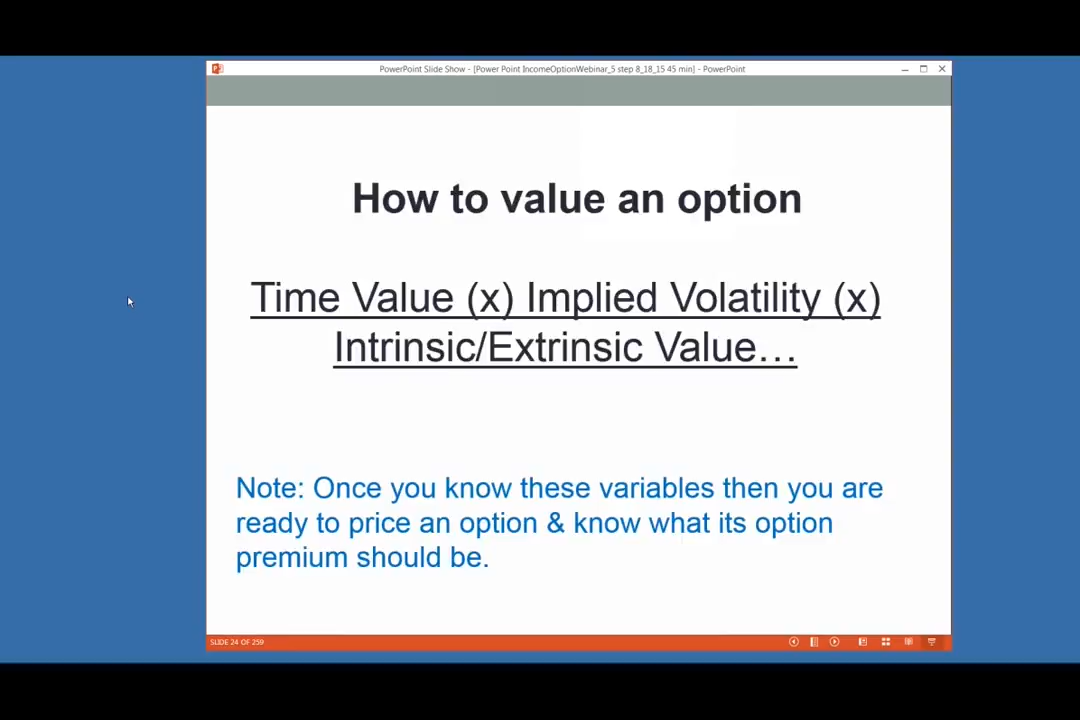 PowerPoint Slide Show - [Power Point IncomeOptionWebinar_5 step 8_18_15 45 min] - PowerPoint
How to value an option
Time Value (x) Implied Volatility (x)
Intrinsic/Extrinsic Value…
Note: Once you know these variables then you are
ready to price an option & know what its option
premium should be.
SLIDE 24 OF 259